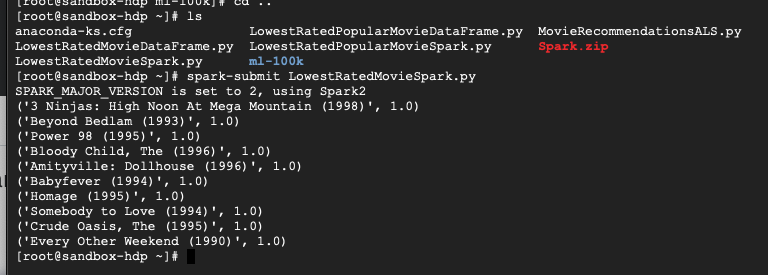 [root@sandbox-hdp ml-100k]# cd ..
[root@sandbox-hdp ~]# ls
anaconda-ks.cfg LowestRatedPopularMovieDataFrame.py MovieRecommendationsALS.py
LowestRatedMovieDataFrame.py LowestRatedPopularMovieSpark.py Spark.zip
LowestRatedMovieSpark.py ml-100k
[root@sandbox-hdp ~]# spark-submit LowestRatedMovieSpark.py
SPARK_MAJOR_VERSION is set to 2, using Spark2
('3 Ninjas: High Noon At Mega Mountain (1998)', 1.0)
('Beyond Bedlam (1993)', 1.0)
('Power 98 (1995)', 1.0)
('Bloody Child, The (1996)', 1.0)
('Amityville: Dollhouse (1996)', 1.0)
('Babyfever (1994)', 1.0)
('Homage (1995)', 1.0)
('Somebody to Love (1994)', 1.0)
('Crude Oasis, The (1995)', 1.0)
('Every Other Weekend (1990)', 1.0)
[root@sandbox-hdp ~]#